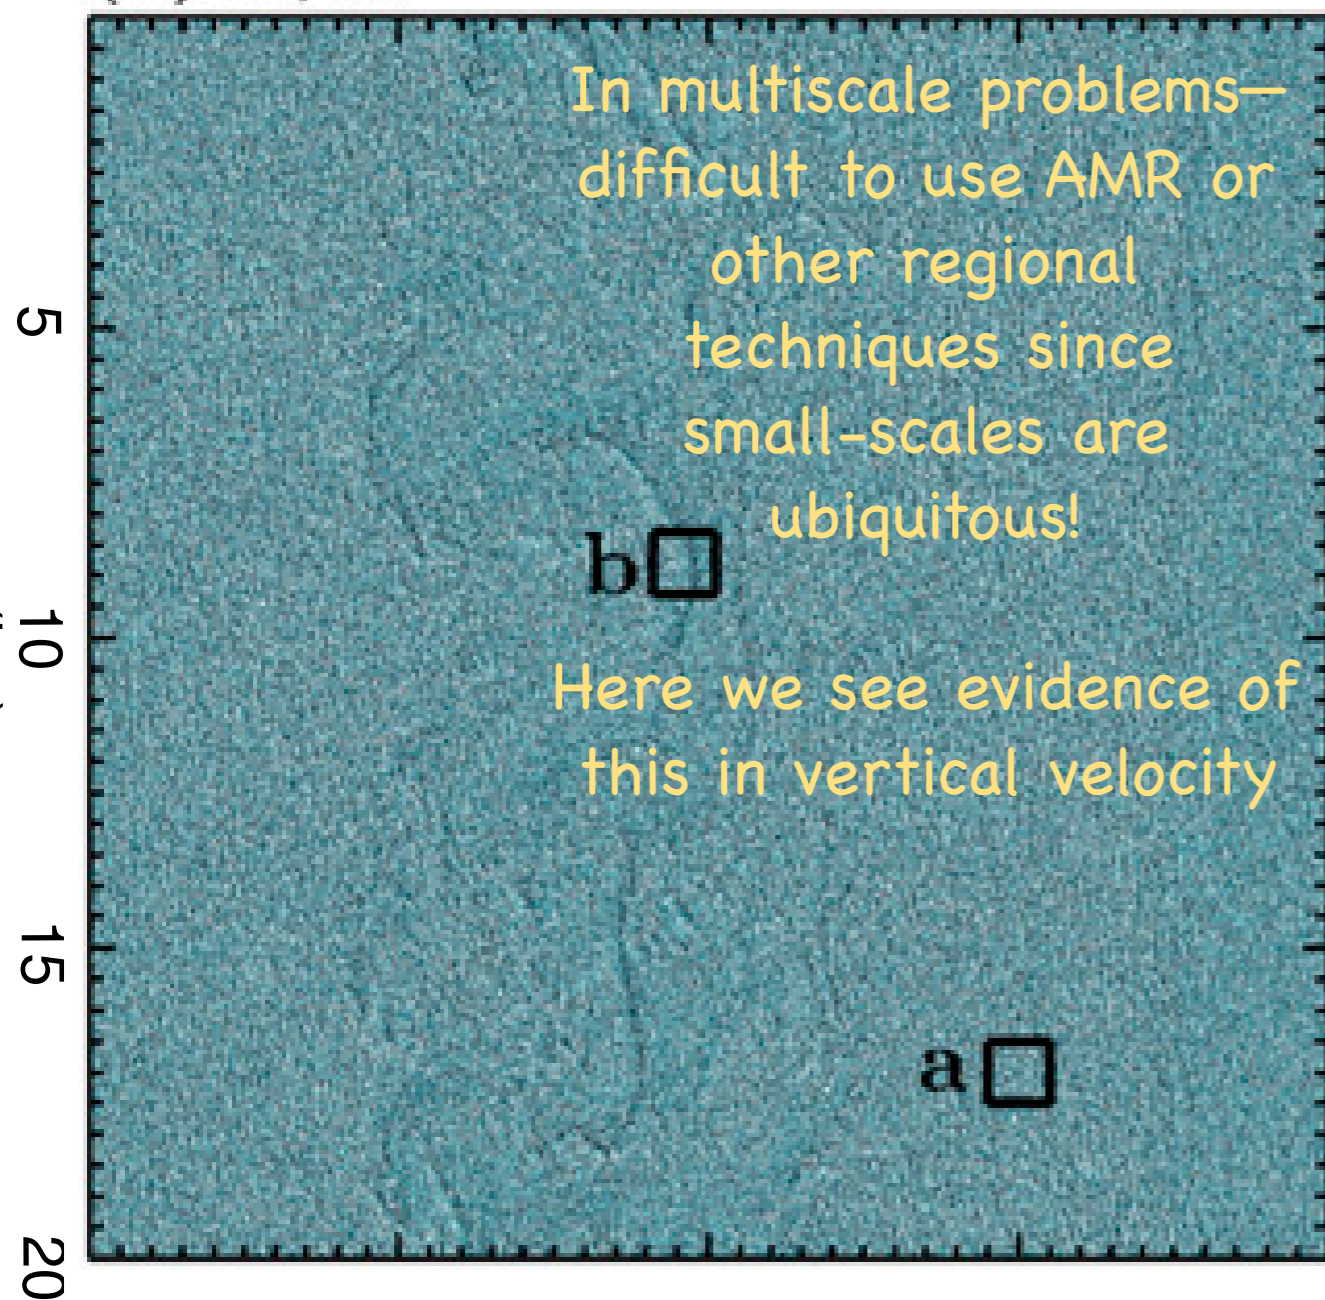 In multiscale problems—
difficult to use AMR or
other regional
techniques since
small-scales are
ubiquitous!
b
Here we see evidence of
this in vertical velocity
a
5
10
15
20